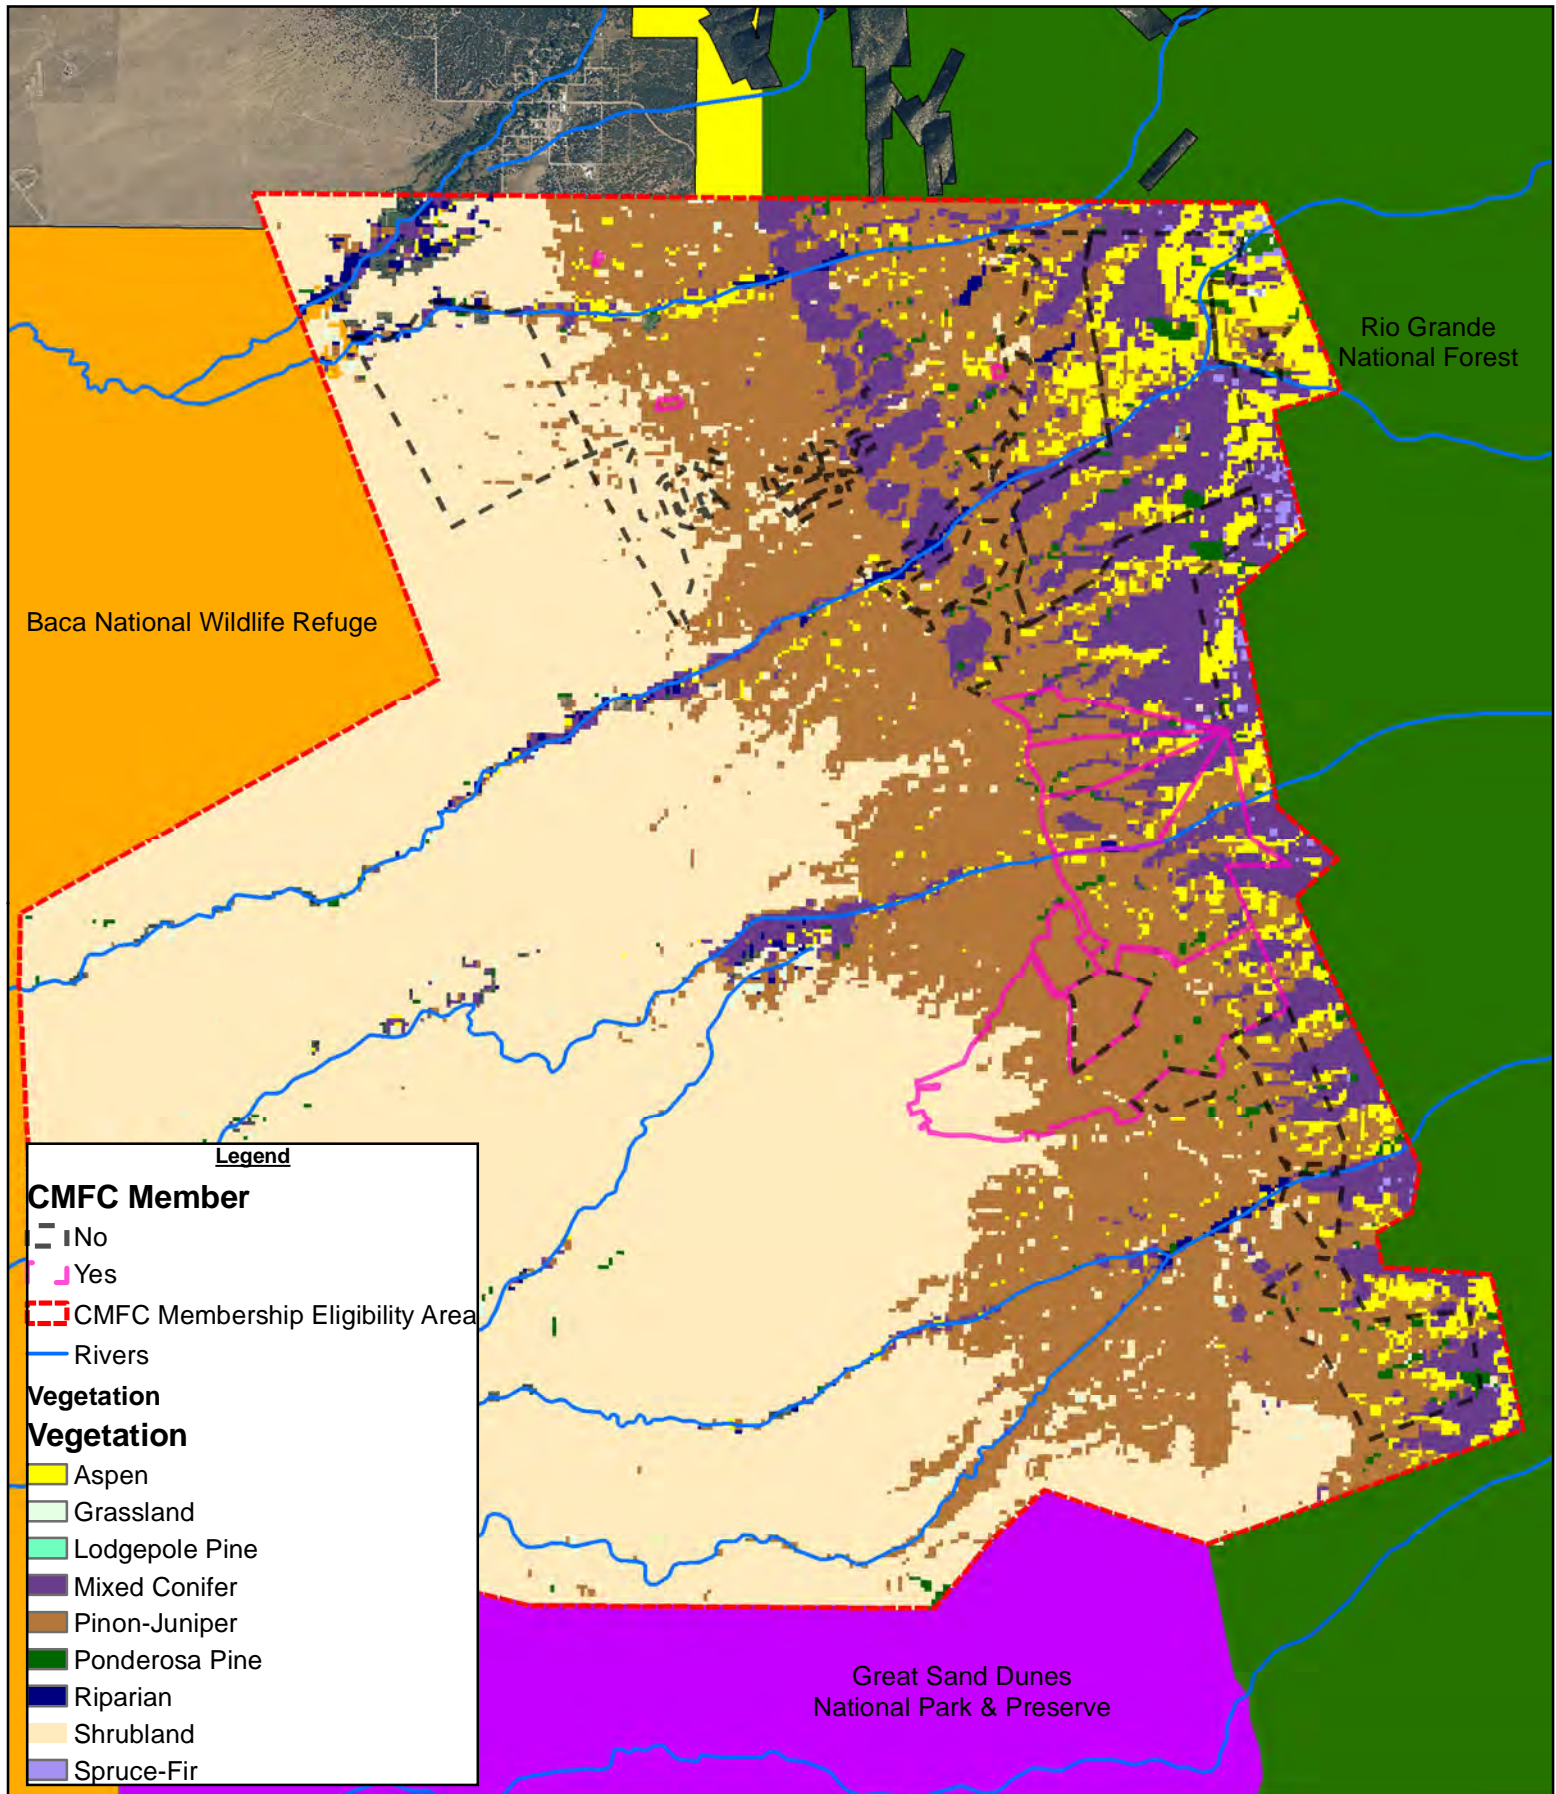 Rio Grande
National Forest
Baca National Wildlife Refuge
Legend
CMFC Member
No
Yes
CMFC Membership Eligibility Area
Rivers
Vegetation
Vegetation
Aspen
Grassland
Lodgepole Pine
Mixed Conifer
Pinon-Juniper
Ponderosa Pine
Riparian
Shrubland
Spruce-Fir
Great Sand Dunes
National Park & Preserve